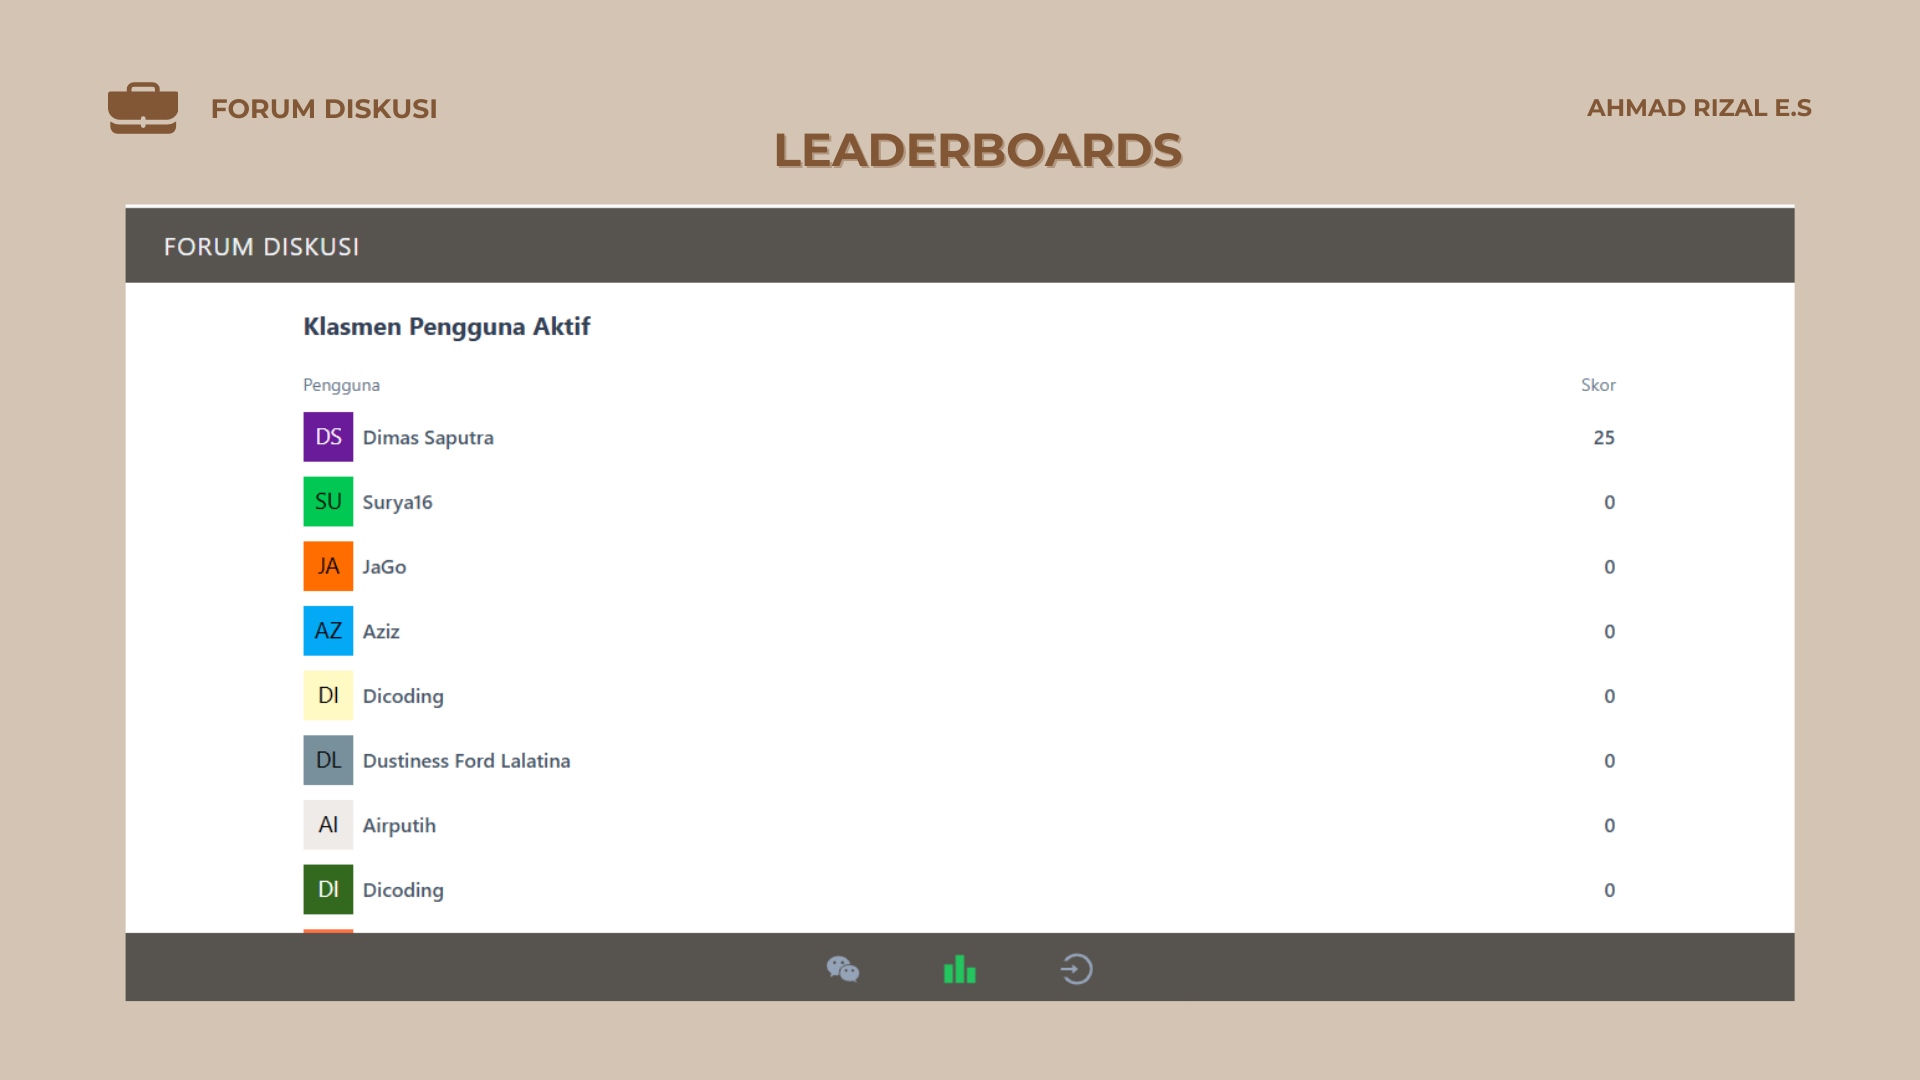 FORUM DISKUSI
AHMAD RIZAL E.S
LEADERBOARDS
FORUM DISKUSI
Klasmen Pengguna Aktif
Pengguna Skor
DS Dimas Saputra 25
SU Surya16 0
JA JaGo 0
AZ Aziz 0
DI Dicoding 0
DL Dustiness Ford Lalatina 0
AI Airputih 0
DI Dicoding 0